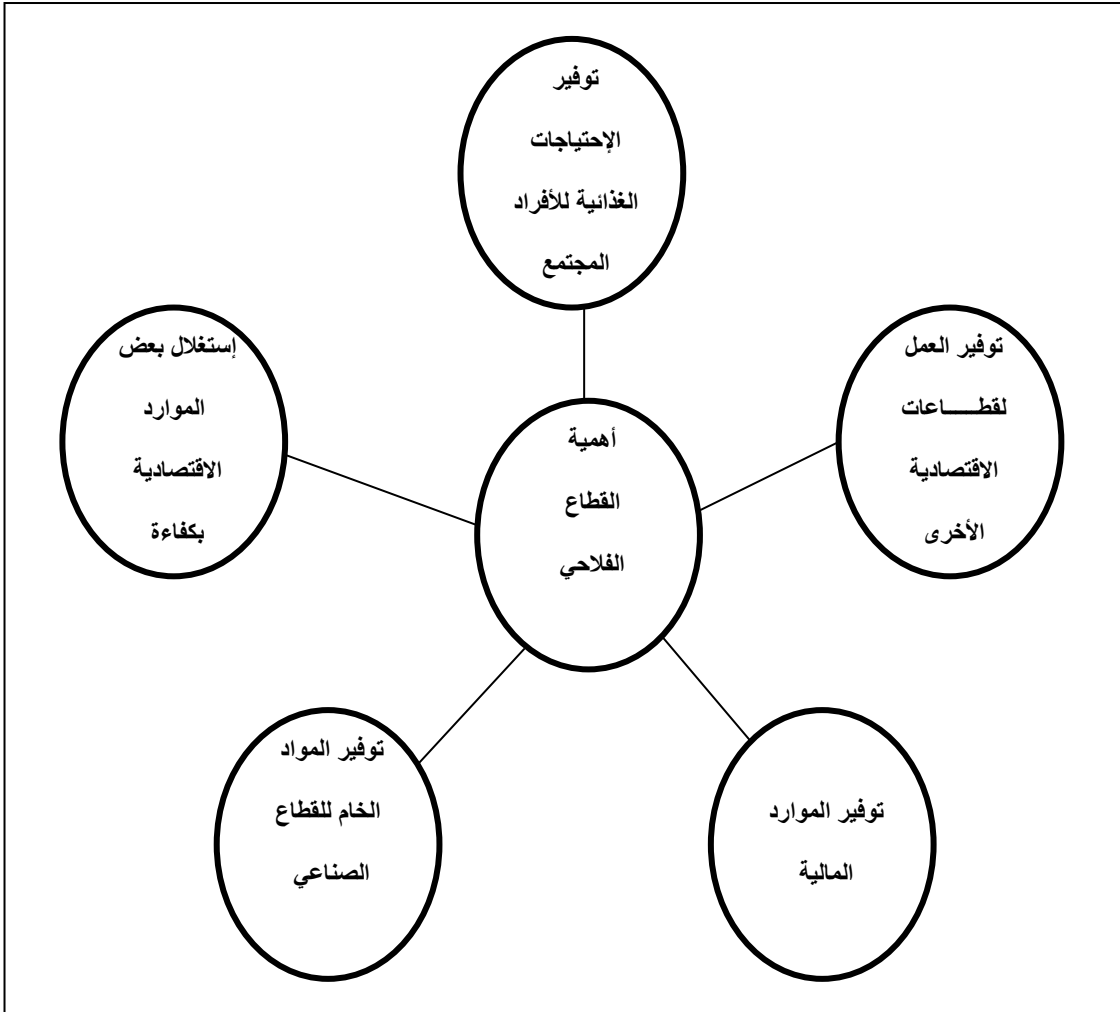 توفير
الإحتياجات
الغذائية للأفراد
المجتمع
توفير العمل
لقطـــــاعات
الاقتصادية
الأخرى
إستغلال بعض
الموارد
الاقتصادية
بكفاءة
أهمية
القطاع
الفلاحي
توفير الموارد
المالية
توفير المواد
الخام للقطاع
الصناعي